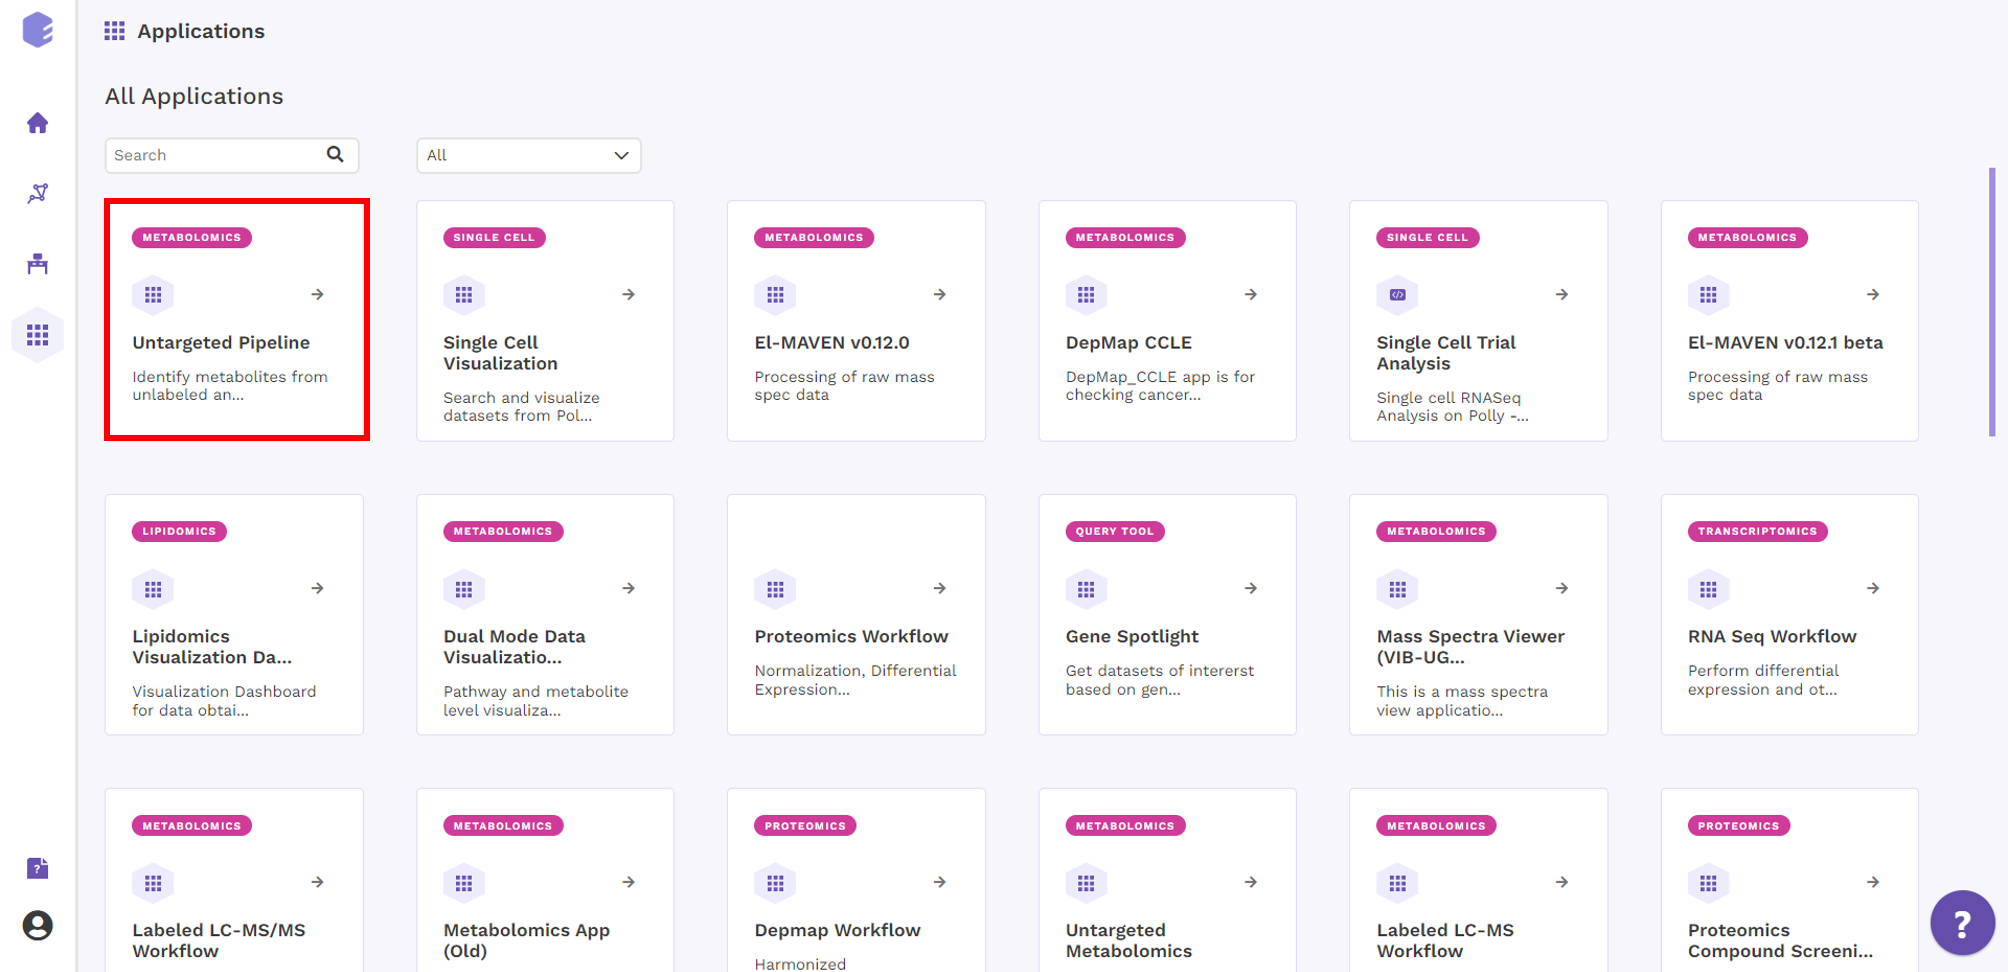 Applications
All Applications
Search
All
METABOLOMICS
Untargeted Pipeline
Identify metabolites from
unlabeled an...
SINGLE CELL
Single Cell
Visualization
Search and visualize
datasets from Pol...
METABOLOMICS
El-MAVEN v0.12.0
Processing of raw mass
spec data
METABOLOMICS
DepMap CCLE
DepMap_CCLE app is for
checking cancer...
SINGLE CELL
Single Cell Trial
Analysis
Single cell RNASeq
Analysis on Polly -...
METABOLOMICS
El-MAVEN v0.12.1 beta
Processing of raw mass
spec data
LIPIDOMICS
Lipidomics
Visualization Da...
Visualization Dashboard
for data obtai...
METABOLOMICS
Dual Mode Data
Visualizatio...
Pathway and metabolite
level visualiza...
Proteomics Workflow
Normalization, Differential
Expression...
QUERY TOOL
Gene Spotlight
Get datasets of intererst
based on gen...
METABOLOMICS
Mass Spectra Viewer
(VIB-UG...
This is a mass spectra
view applicatio...
TRANSCRIPTOMICS
RNA Seq Workflow
Perform differential
expression and ot...
METABOLOMICS
Labeled LC-MS/MS
Workflow
METABOLOMICS
Metabolomics App
(Old)
PROTEOMICS
Depmap Workflow
Harmonized
METABOLOMICS
Untargeted
Metabolomics
METABOLOMICS
Labeled LC-MS
Workflow
PROTEOMICS
Proteomics
Compound Screeni...
?
?